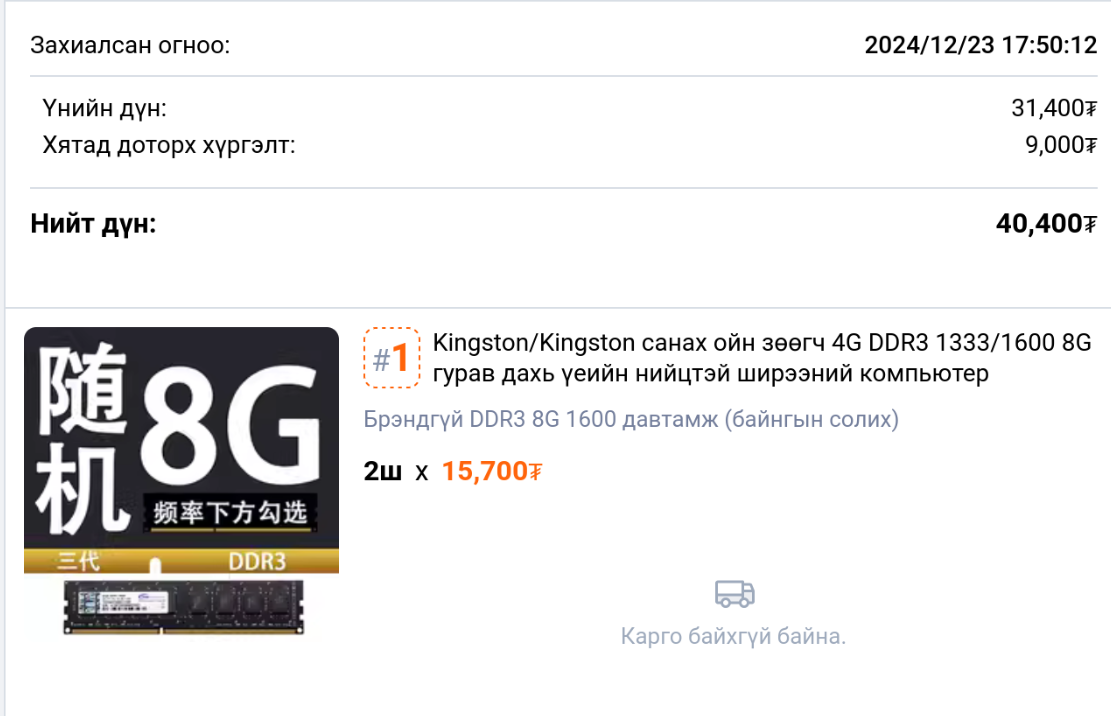 Захиалсан огноо: 2024/12/23 17:50:12
Үнийн дүн: 31,400₮
Хятад доторх хүргэлт: 9,000₮
Нийт дүн: 40,400₮
随机
8G
频率下方勾选
三代 DDR3
#1
Kingston/Kingston санах ойн зөөгч 4G DDR3 1333/1600 8G
гурав дахь үеийн нийцтэй ширээний компьютер
Брэндгүй DDR3 8G 1600 давтамж (байнгын солих)
2ш x 15,700₮
Карго байхгүй байна.